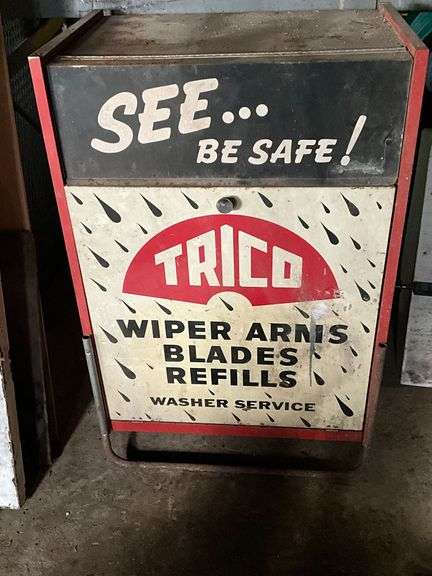 SEE...
BE SAFE!
TRICO
WIPER ARMS
BLADES
REFILLS
WASHER SERVICE